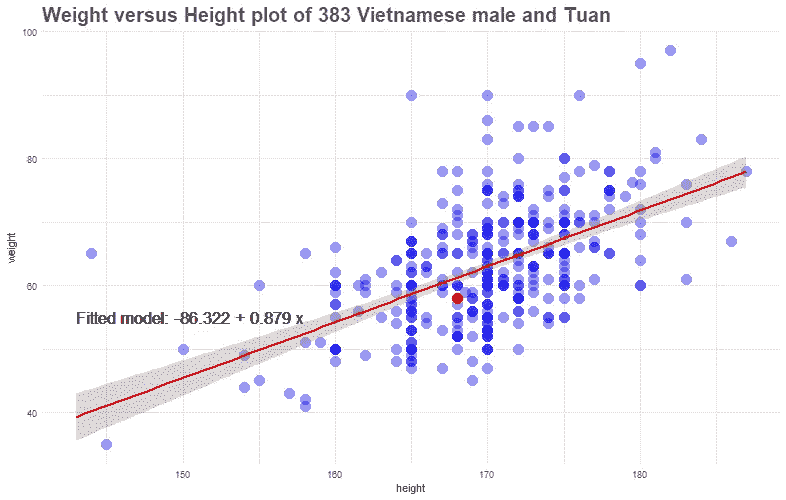 Weight versus Height plot of 383 Vietnamese male and Tuan
100
80
weight
60
Fitted model: -86.322 + 0.879 x
40
150 160 170 180
height